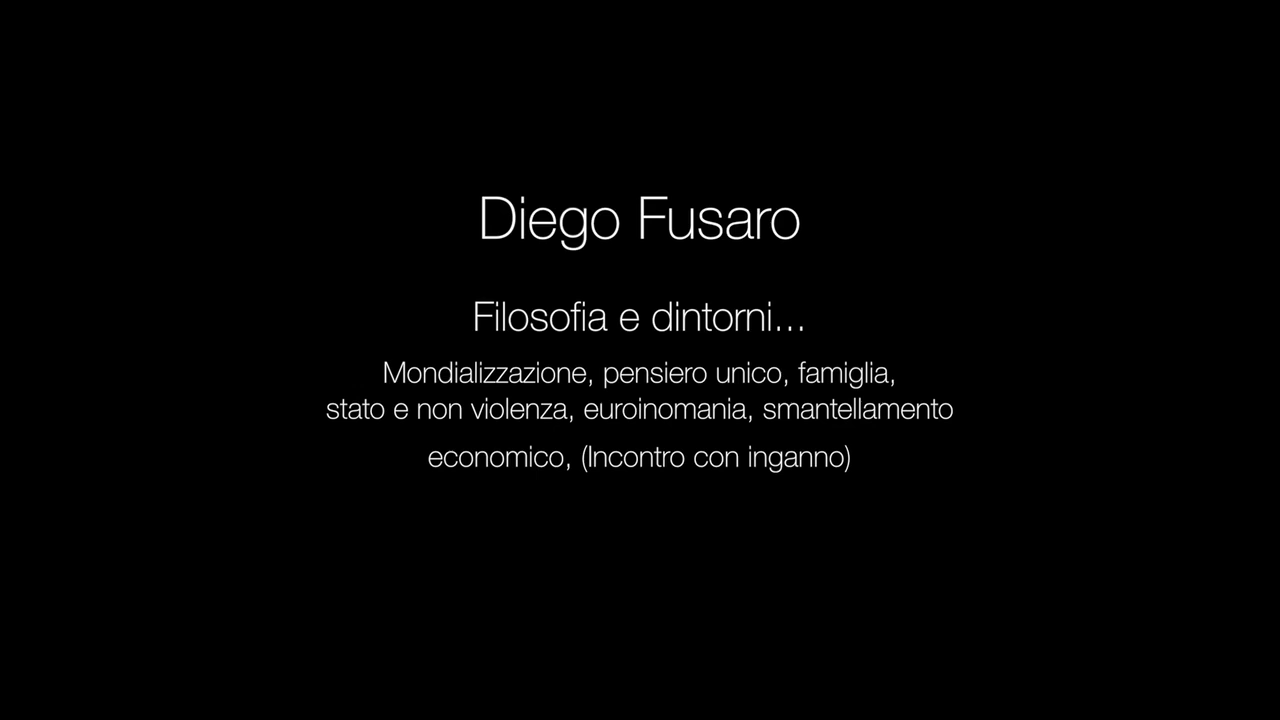 Diego Fusaro
Filosofia e dintorni...
Mondializzazione, pensiero unico, famiglia,
stato e non violenza, euroinomania, smantellamento
economico, (Incontro con inganno)